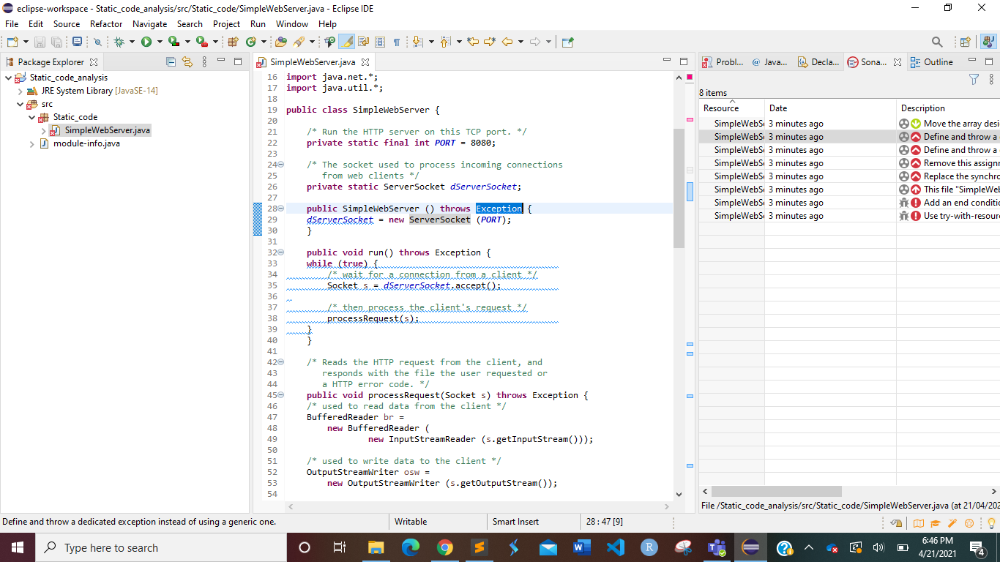 eclipse-workspace - Static_code_analysis/src/Static_code/SimpleWebServer.java - Eclipse IDE
File Edit Source Refactor Navigate Search Project Run Window Help
Package Explorer
Static_code_analysis
JRE System Library [JavaSE-14]
src
Static_code
SimpleWebServer.java
module-info.java
SimpleWebServer.java
16 import java.net.*;
17 import java.util.*;
18
19 public class SimpleWebServer {
20
21 /* Run the HTTP server on this TCP port. */
22 private static final int PORT = 8080;
23
24 /* The socket used to process incoming connections
25 from web clients */
26 private static ServerSocket dServerSocket;
27
28 public SimpleWebServer () throws Exception {
29 dServerSocket = new ServerSocket (PORT);
30 }
31
32 public void run() throws Exception {
33 while (true) {
34 /* wait for a connection from a client */
35 Socket s = dServerSocket.accept();
36
37 /* then process the client's request */
38 processRequest(s);
39 }
40 }
41
42 /* Reads the HTTP request from the client, and
43 responds with the file the user requested or
44 a HTTP error code. */
45 public void processRequest(Socket s) throws Exception {
46 /* used to read data from the client */
47 BufferedReader br =
48 new BufferedReader (
49 new InputStreamReader (s.getInputStream()));
50
51 /* used to write data to the client */
52 OutputStreamWriter osw =
53 new OutputStreamWriter (s.getOutputStream());
54
Probl... @ Java... Decla... Sona... Outline
8 items
Resource Date Description
SimpleWebSe 3 minutes ago Move the array desi
SimpleWebSe 3 minutes ago Define and throw a
SimpleWebSe 3 minutes ago Define and throw a
SimpleWebSe 3 minutes ago Remove this assignm
SimpleWebSe 3 minutes ago Replace the synchro
SimpleWebSe 3 minutes ago This file "SimpleWeb
SimpleWebSe 3 minutes ago Add an end conditio
SimpleWebSe 3 minutes ago Use try-with-resourc
File /Static_code_analysis/src/Static_code/SimpleWebServer.java (at 21/04/202
Define and throw a dedicated exception instead of using a generic one. Writable Smart Insert 28 : 47 [9]
Type here to search
6:46 PM
4/21/2021
4